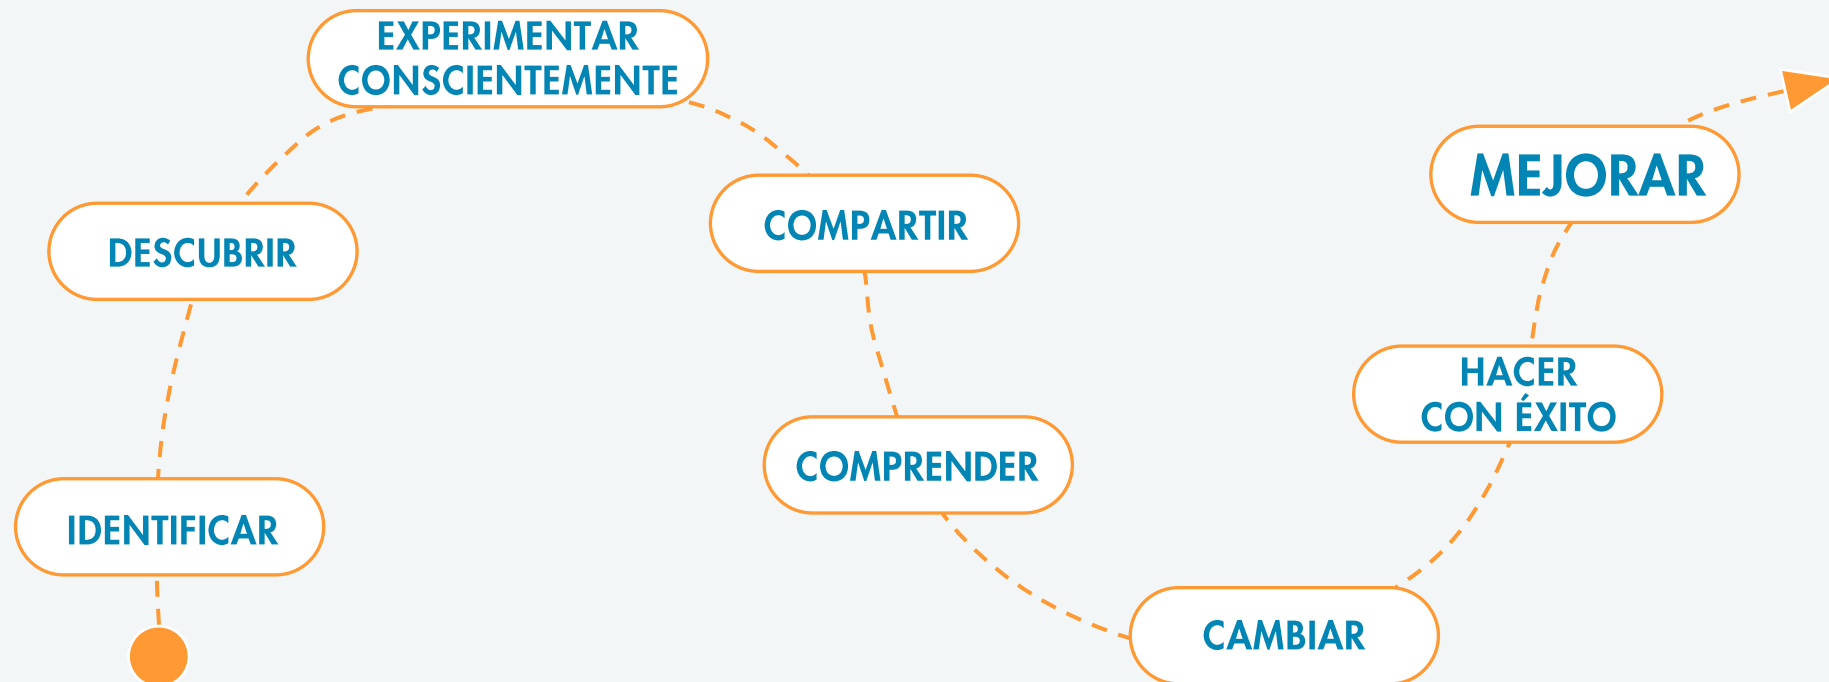 IDENTIFICAR
DESCUBRIR
EXPERIMENTAR
CONSCIENTEMENTE
COMPARTIR
COMPRENDER
CAMBIAR
HACER
CON ÉXITO
MEJORAR